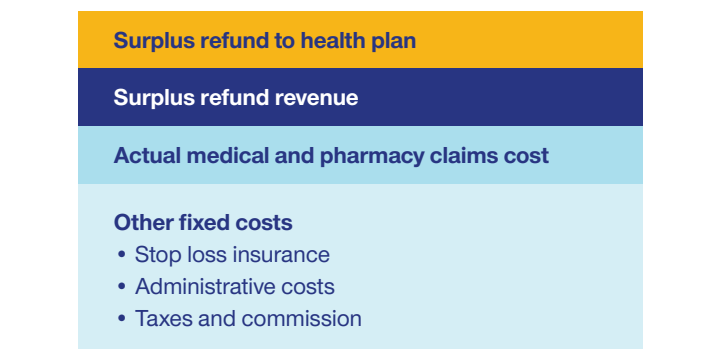 Surplus refund to health plan
Surplus refund revenue
Actual medical and pharmacy claims cost
Other fixed costs
• Stop loss insurance
• Administrative costs
• Taxes and commission